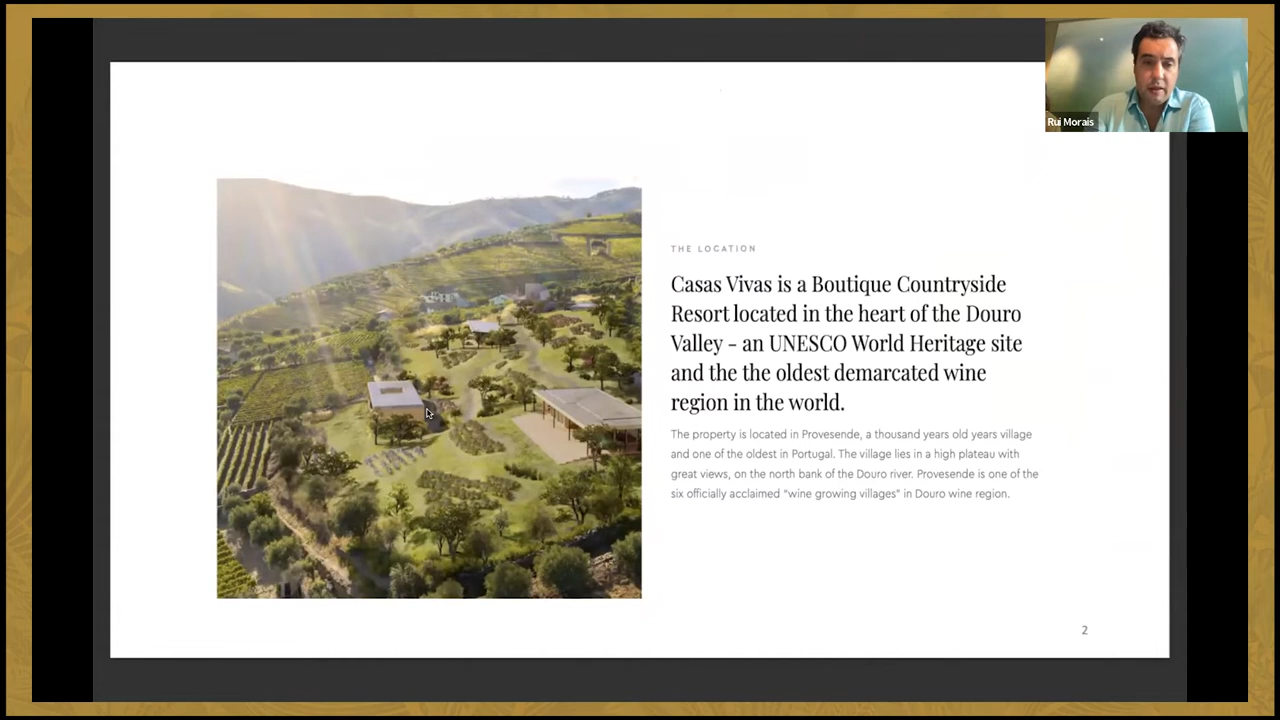 Rui Morais
THE LOCATION
Casas Vivas is a Boutique Countryside
Resort located in the heart of the Douro
Valley - an UNESCO World Heritage site
and the the oldest demarcated wine
region in the world.
The property is located in Provesende, a thousand years old years village
and one of the oldest in Portugal. The village lies in a high plateau with
great views, on the north bank of the Douro river. Provesende is one of the
six officially acclaimed "wine growing villages" in Douro wine region.
2